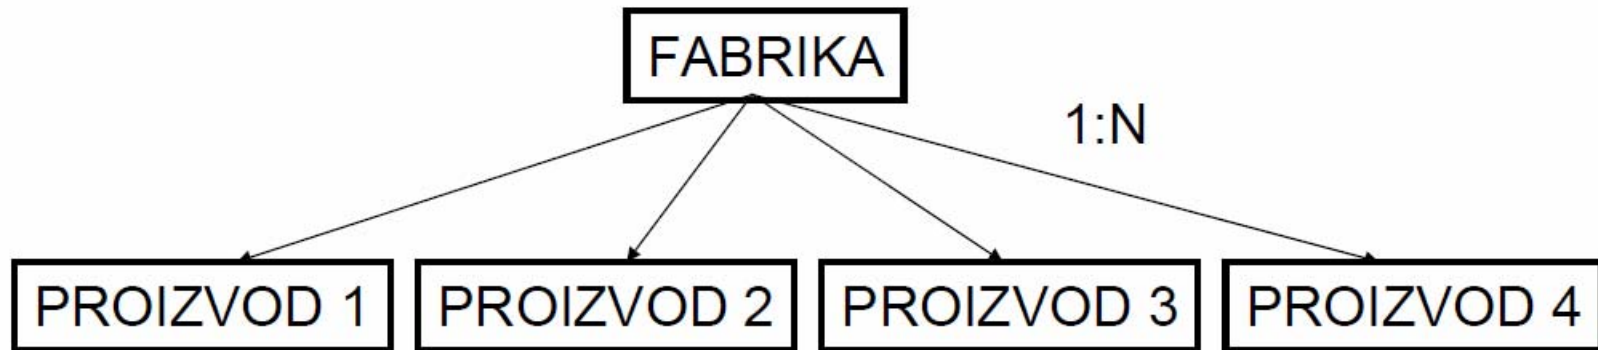 FABRIKA
1:N
PROIZVOD 1
PROIZVOD 2
PROIZVOD 3
PROIZVOD 4